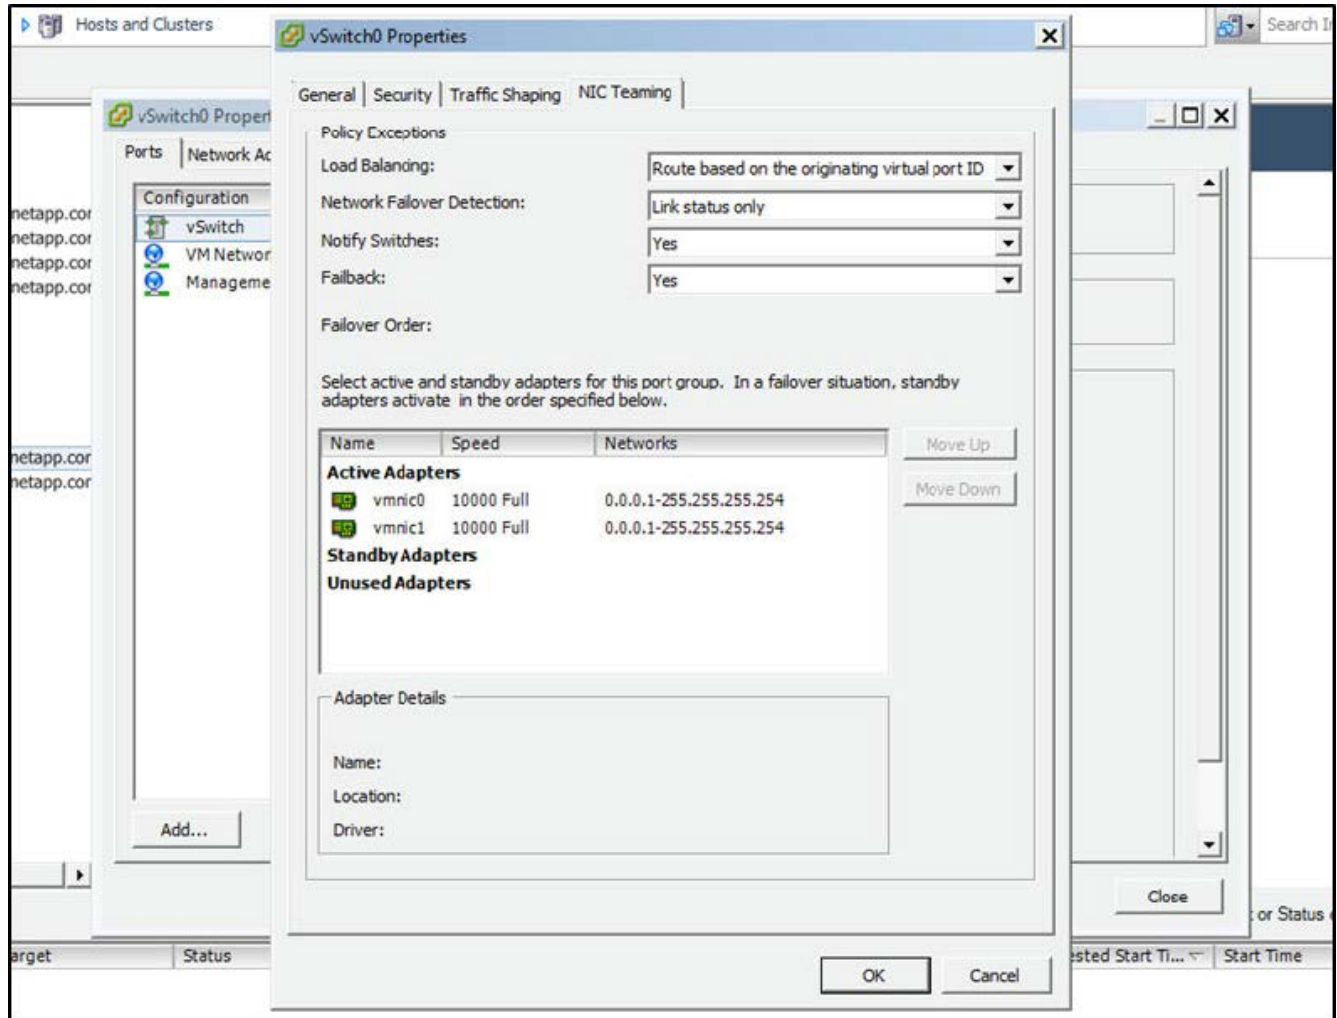 Hosts and Clusters
Search In
vSwitch0 Properties
vSwitch0 Proper
General
Security
Traffic Shaping
NIC Teaming
Ports
Network Ac
Configuration
vSwitch
VM Networ
Manageme
netapp.cor
netapp.cor
netapp.cor
netapp.cor
netapp.cor
netapp.cor
Policy Exceptions
Load Balancing: Route based on the originating virtual port ID
Network Failover Detection: Link status only
Notify Switches: Yes
Failback: Yes
Failover Order:
Select active and standby adapters for this port group. In a failover situation, standby
adapters activate in the order specified below.
Name Speed Networks
Active Adapters
vmnic0 10000 Full 0.0.0.1-255.255.255.254
vmnic1 10000 Full 0.0.0.1-255.255.255.254
Standby Adapters
Unused Adapters
Move Up
Move Down
Adapter Details
Name:
Location:
Driver:
Add...
Close
or Status
arget Status ested Start Ti... Start Time
OK Cancel